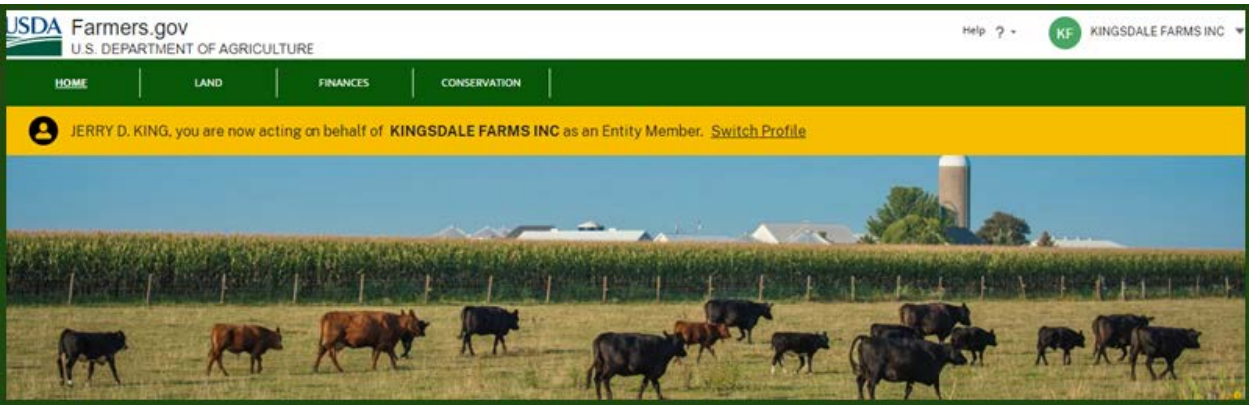 USDA Farmers.gov
U.S. DEPARTMENT OF AGRICULTURE
Help ? KF KINGSDALE FARMS INC
HOME LAND FINANCES CONSERVATION
JERRY D. KING, you are now acting on behalf of KINGSDALE FARMS INC as an Entity Member. Switch Profile